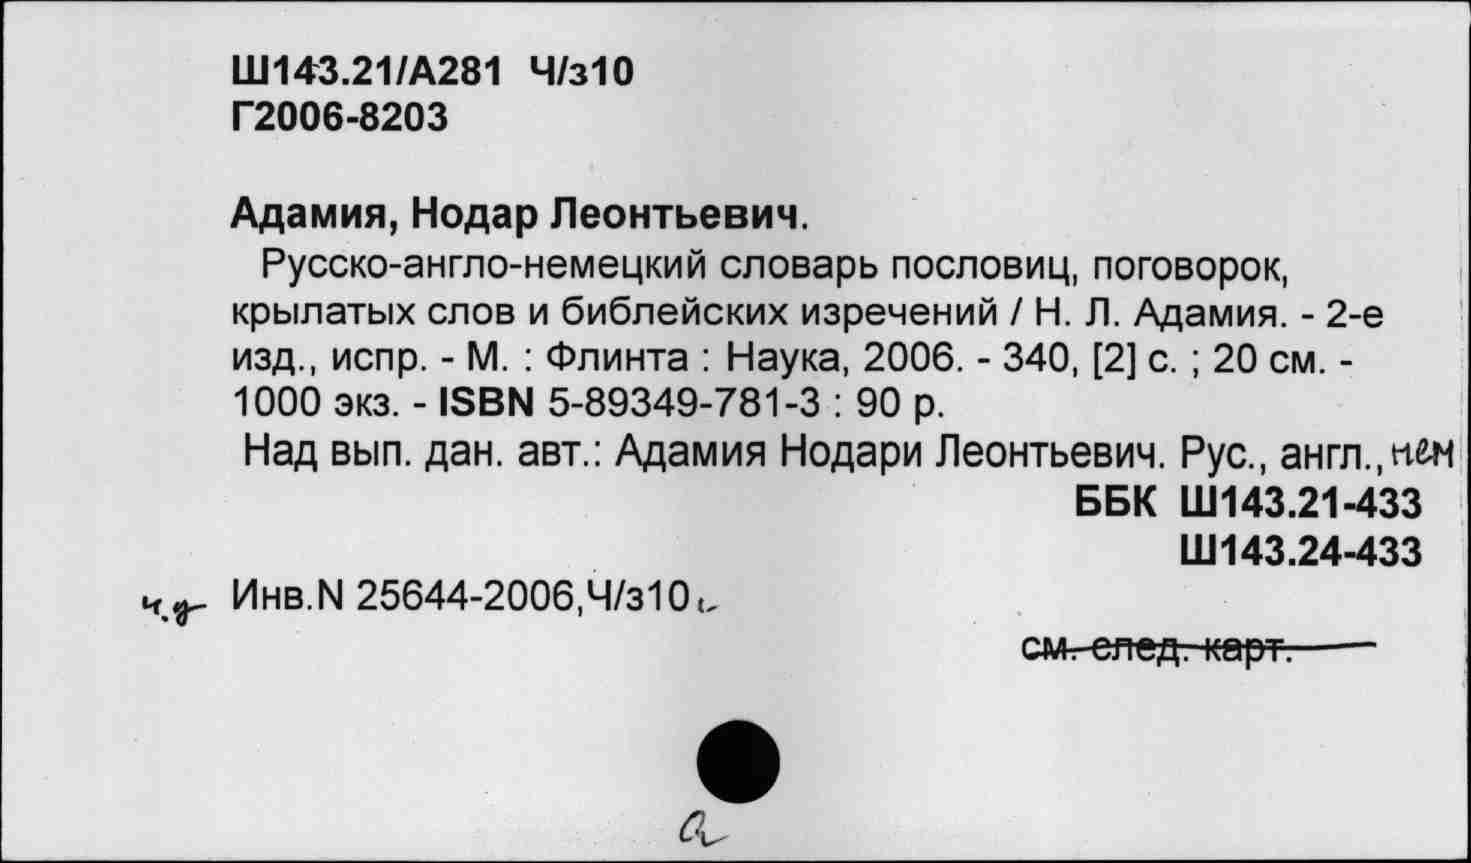 Ш143.21/А281 Ч/з10
Г2006-8203
Адамия, Нодар Леонтьевич.
Русско-англо-немецкий словарь пословиц, поговорок,
крылатых слов и библейских изречений / Н. Л. Адамия. - 2-е
изд., испр. - М. : Флинта : Наука, 2006. - 340, [2] с. ; 20 см. -
1000 экз. - ISBN 5-89349-781-3 : 90 р.
Над вып. дан. авт.: Адамия Нодари Леонтьевич. Рус., англ., нем
ББК Ш143.21-433
Ш143.24-433
Инв.N 25644-2006,Ч/з10
см. след. карт.